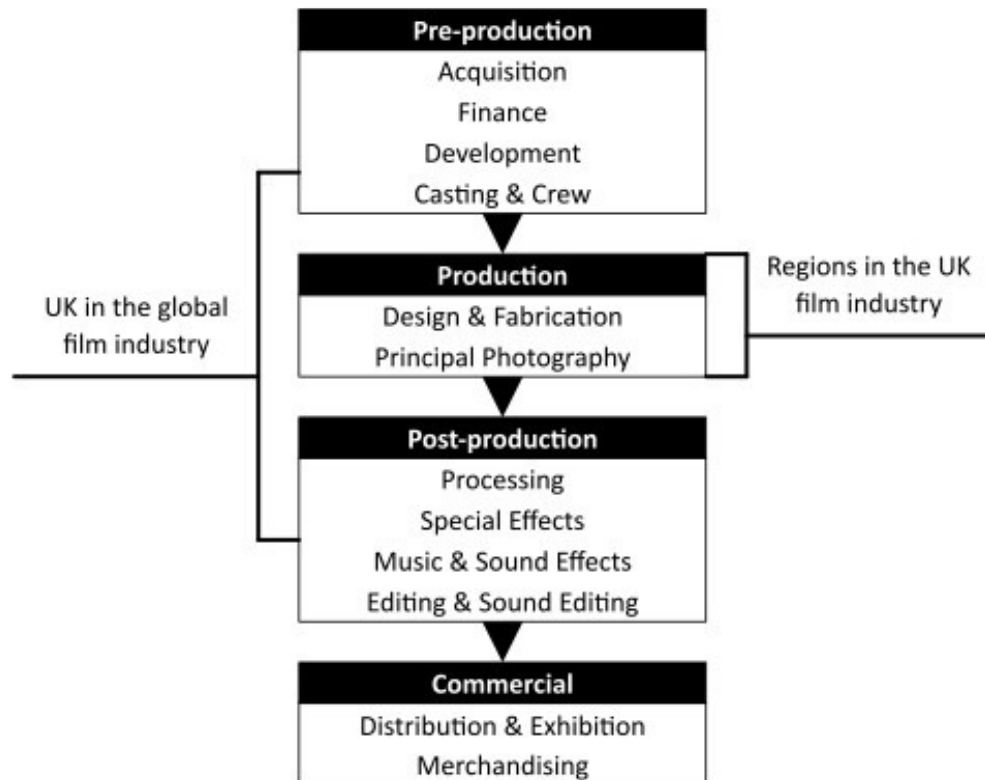 Pre-production
Acquisition
Finance
Development
Casting & Crew
Production
Design & Fabrication
Principal Photography
Regions in the UK
film industry
UK in the global
film industry
Post-production
Processing
Special Effects
Music & Sound Effects
Editing & Sound Editing
Commercial
Distribution & Exhibition
Merchandising